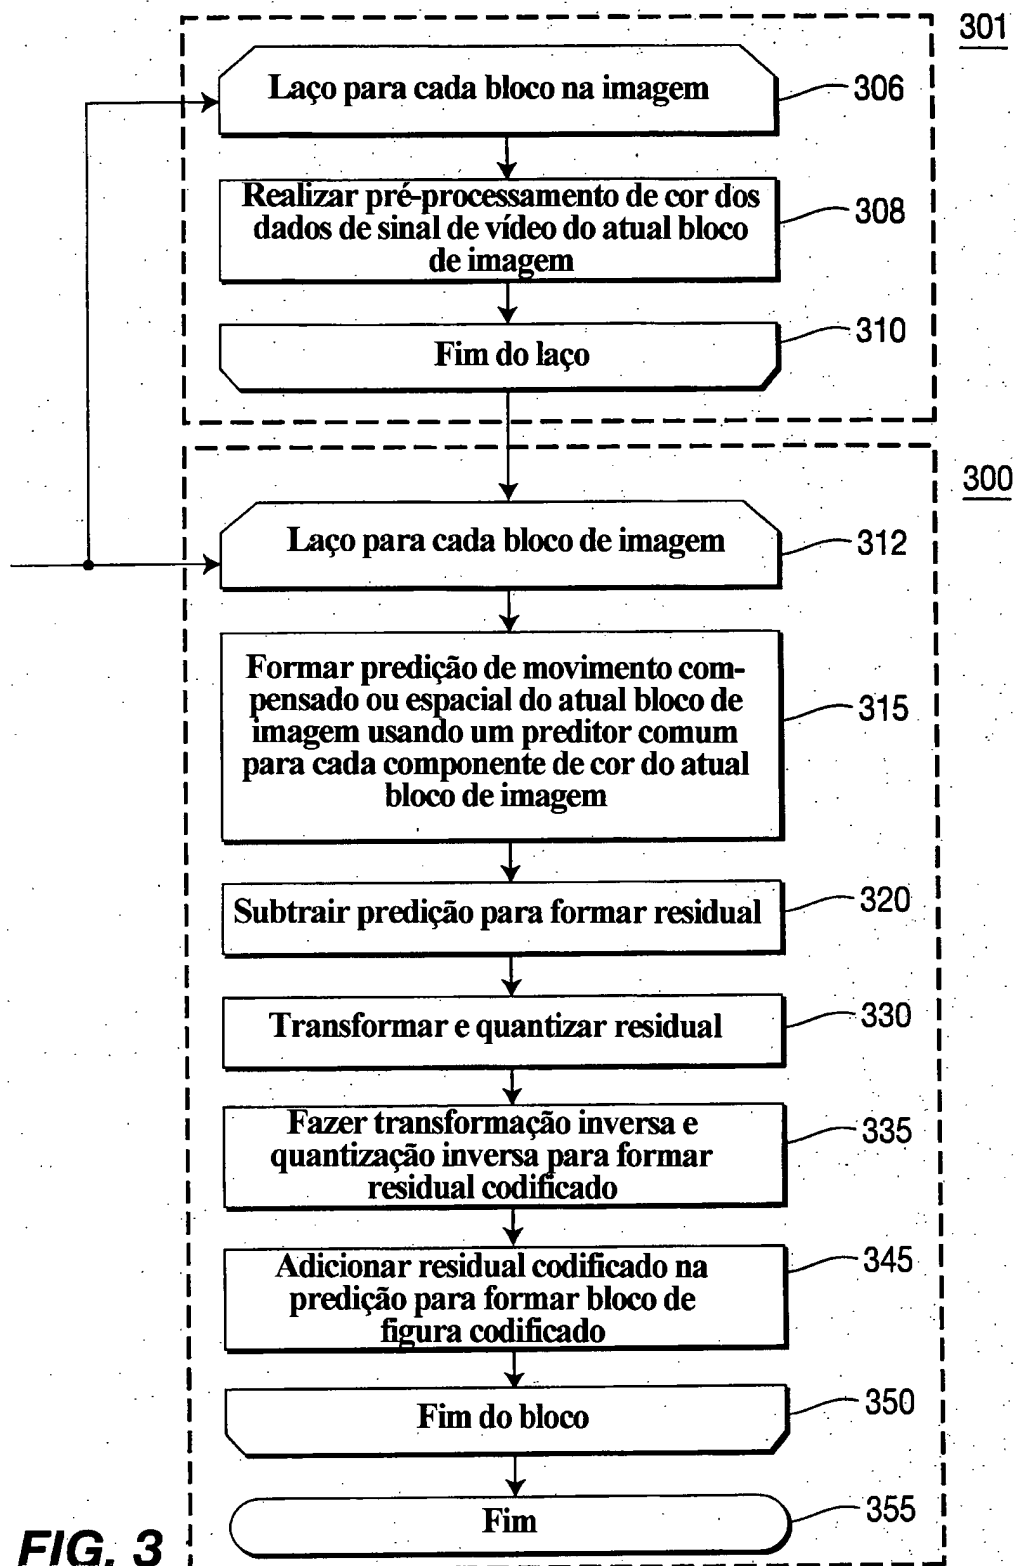 301
Laço para cada bloco na imagem
306
Realizar pré-processamento de cor dos
dados de sinal de vídeo do atual bloco
de imagem
308
Fim do laço
310
300
Laço para cada bloco de imagem
312
Formar predição de movimento com-
pensado ou espacial do atual bloco de
imagem usando um preditor comum
para cada componente de cor do atual
bloco de imagem
315
Subtrair predição para formar residual
320
Transformar e quantizar residual
330
Fazer transformação inversa e
quantização inversa para formar
residual codificado
335
Adicionar residual codificado na
predição para formar bloco de
figura codificado
345
Fim do bloco
350
Fim
355
FIG. 3